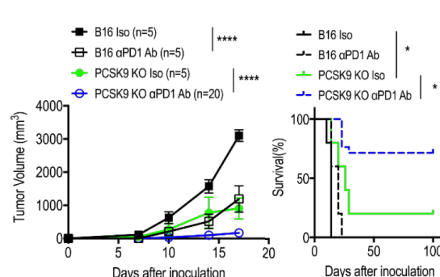 B16 Iso (n=5)
B16 αPD1 Ab (n=5)
PCSK9 KO Iso (n=5)
PCSK9 KO αPD1 Ab (n=20)
****
****
Tumor Volume (mm³)
4000
3000
2000
1000
0
0 5 10 15 20
Days after inoculation
B16 Iso
B16 αPD1 Ab
PCSK9 KO Iso
PCSK9 KO αPD1 Ab
*
*
Survival(%)
100
50
0
0 50 100
Days after inoculation